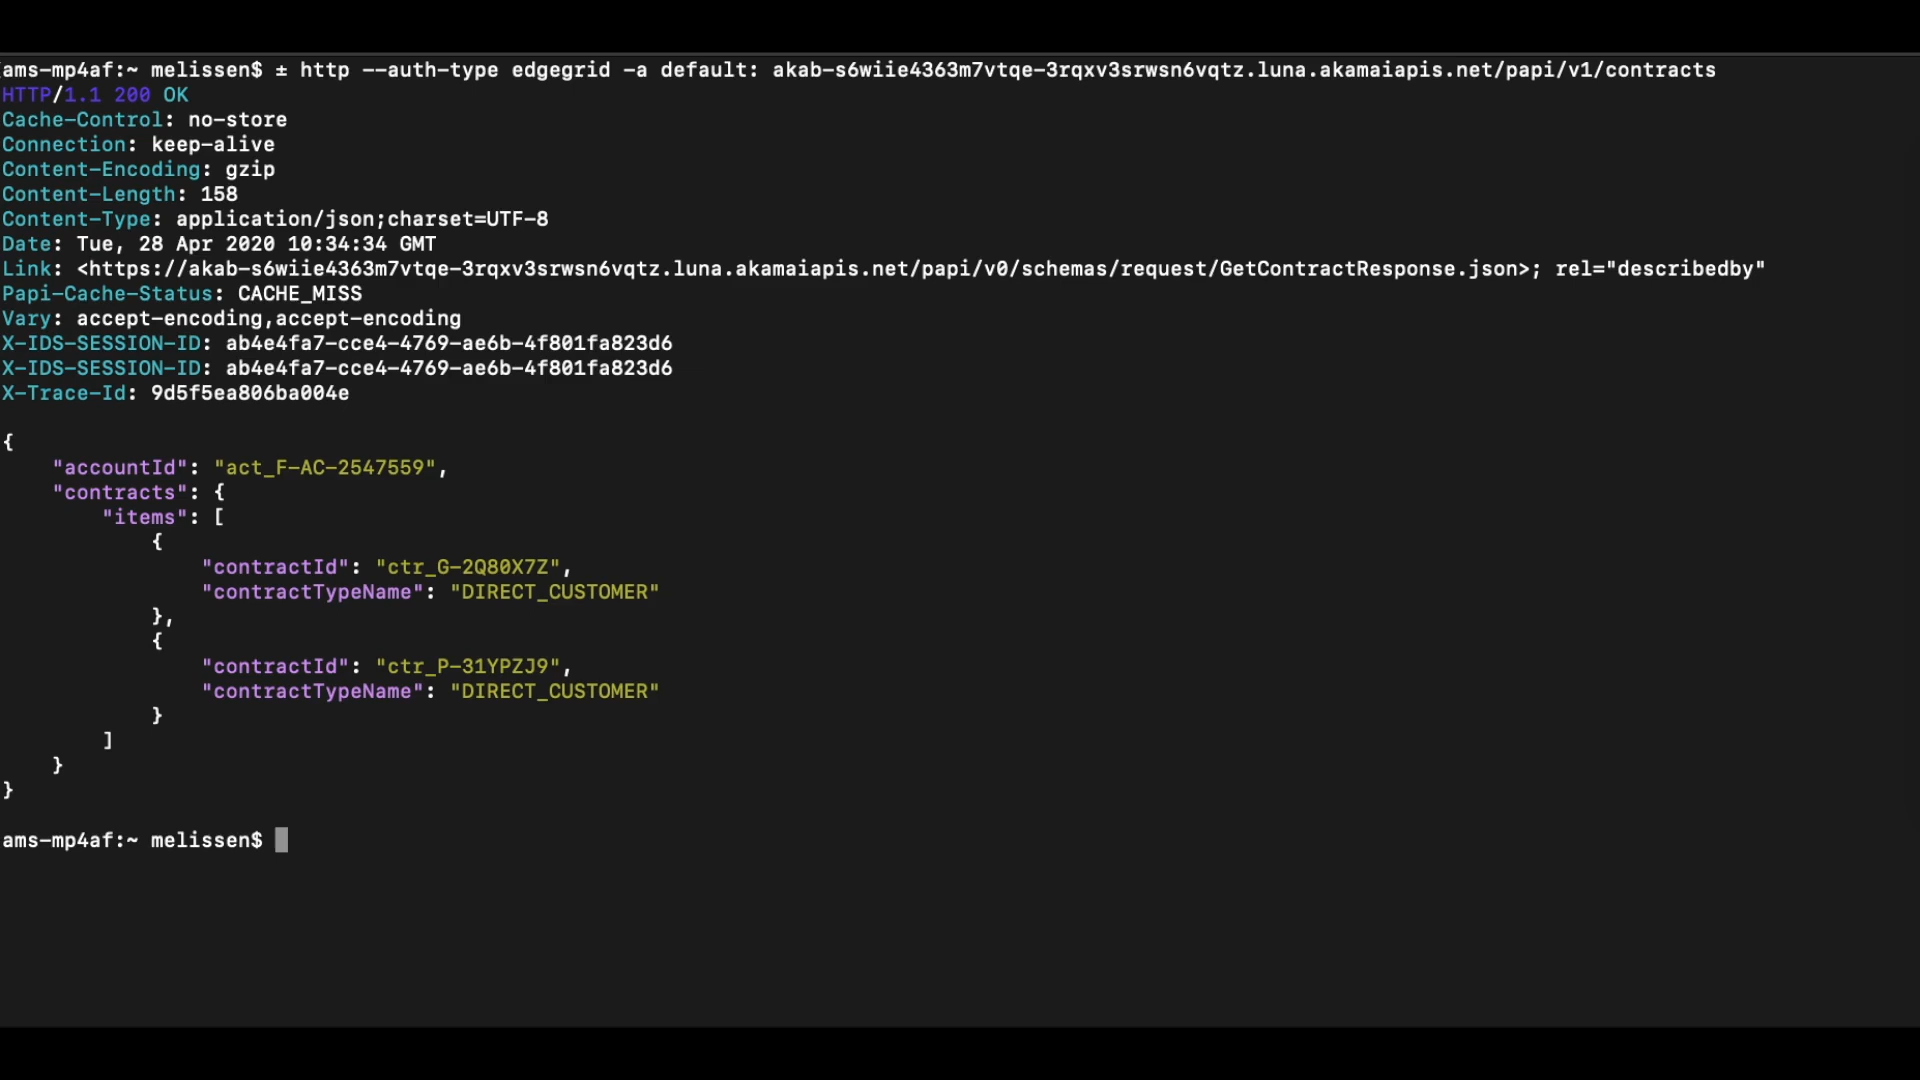 ams-mp4af:~ melissen$ ± http --auth-type edgegrid -a default: akab-s6wiie4363m7vtqe-3rqxv3srwsn6vqtz.luna.akamaiapis.net/papi/v1/contracts
HTTP/1.1 200 OK
Cache-Control: no-store
Connection: keep-alive
Content-Encoding: gzip
Content-Length: 158
Content-Type: application/json;charset=UTF-8
Date: Tue, 28 Apr 2020 10:34:34 GMT
Link: <https://akab-s6wiie4363m7vtqe-3rqxv3srwsn6vqtz.luna.akamaiapis.net/papi/v0/schemas/request/GetContractResponse.json>; rel="describedby"
Papi-Cache-Status: CACHE_MISS
Vary: accept-encoding,accept-encoding
X-IDS-SESSION-ID: ab4e4fa7-cce4-4769-ae6b-4f801fa823d6
X-IDS-SESSION-ID: ab4e4fa7-cce4-4769-ae6b-4f801fa823d6
X-Trace-Id: 9d5f5ea806ba004e
{
    "accountId": "act_F-AC-2547559",
    "contracts": {
        "items": [
            {
                "contractId": "ctr_G-2Q80X7Z",
                "contractTypeName": "DIRECT_CUSTOMER"
            },
            {
                "contractId": "ctr_P-31YPZJ9",
                "contractTypeName": "DIRECT_CUSTOMER"
            }
        ]
    }
}
ams-mp4af:~ melissen$